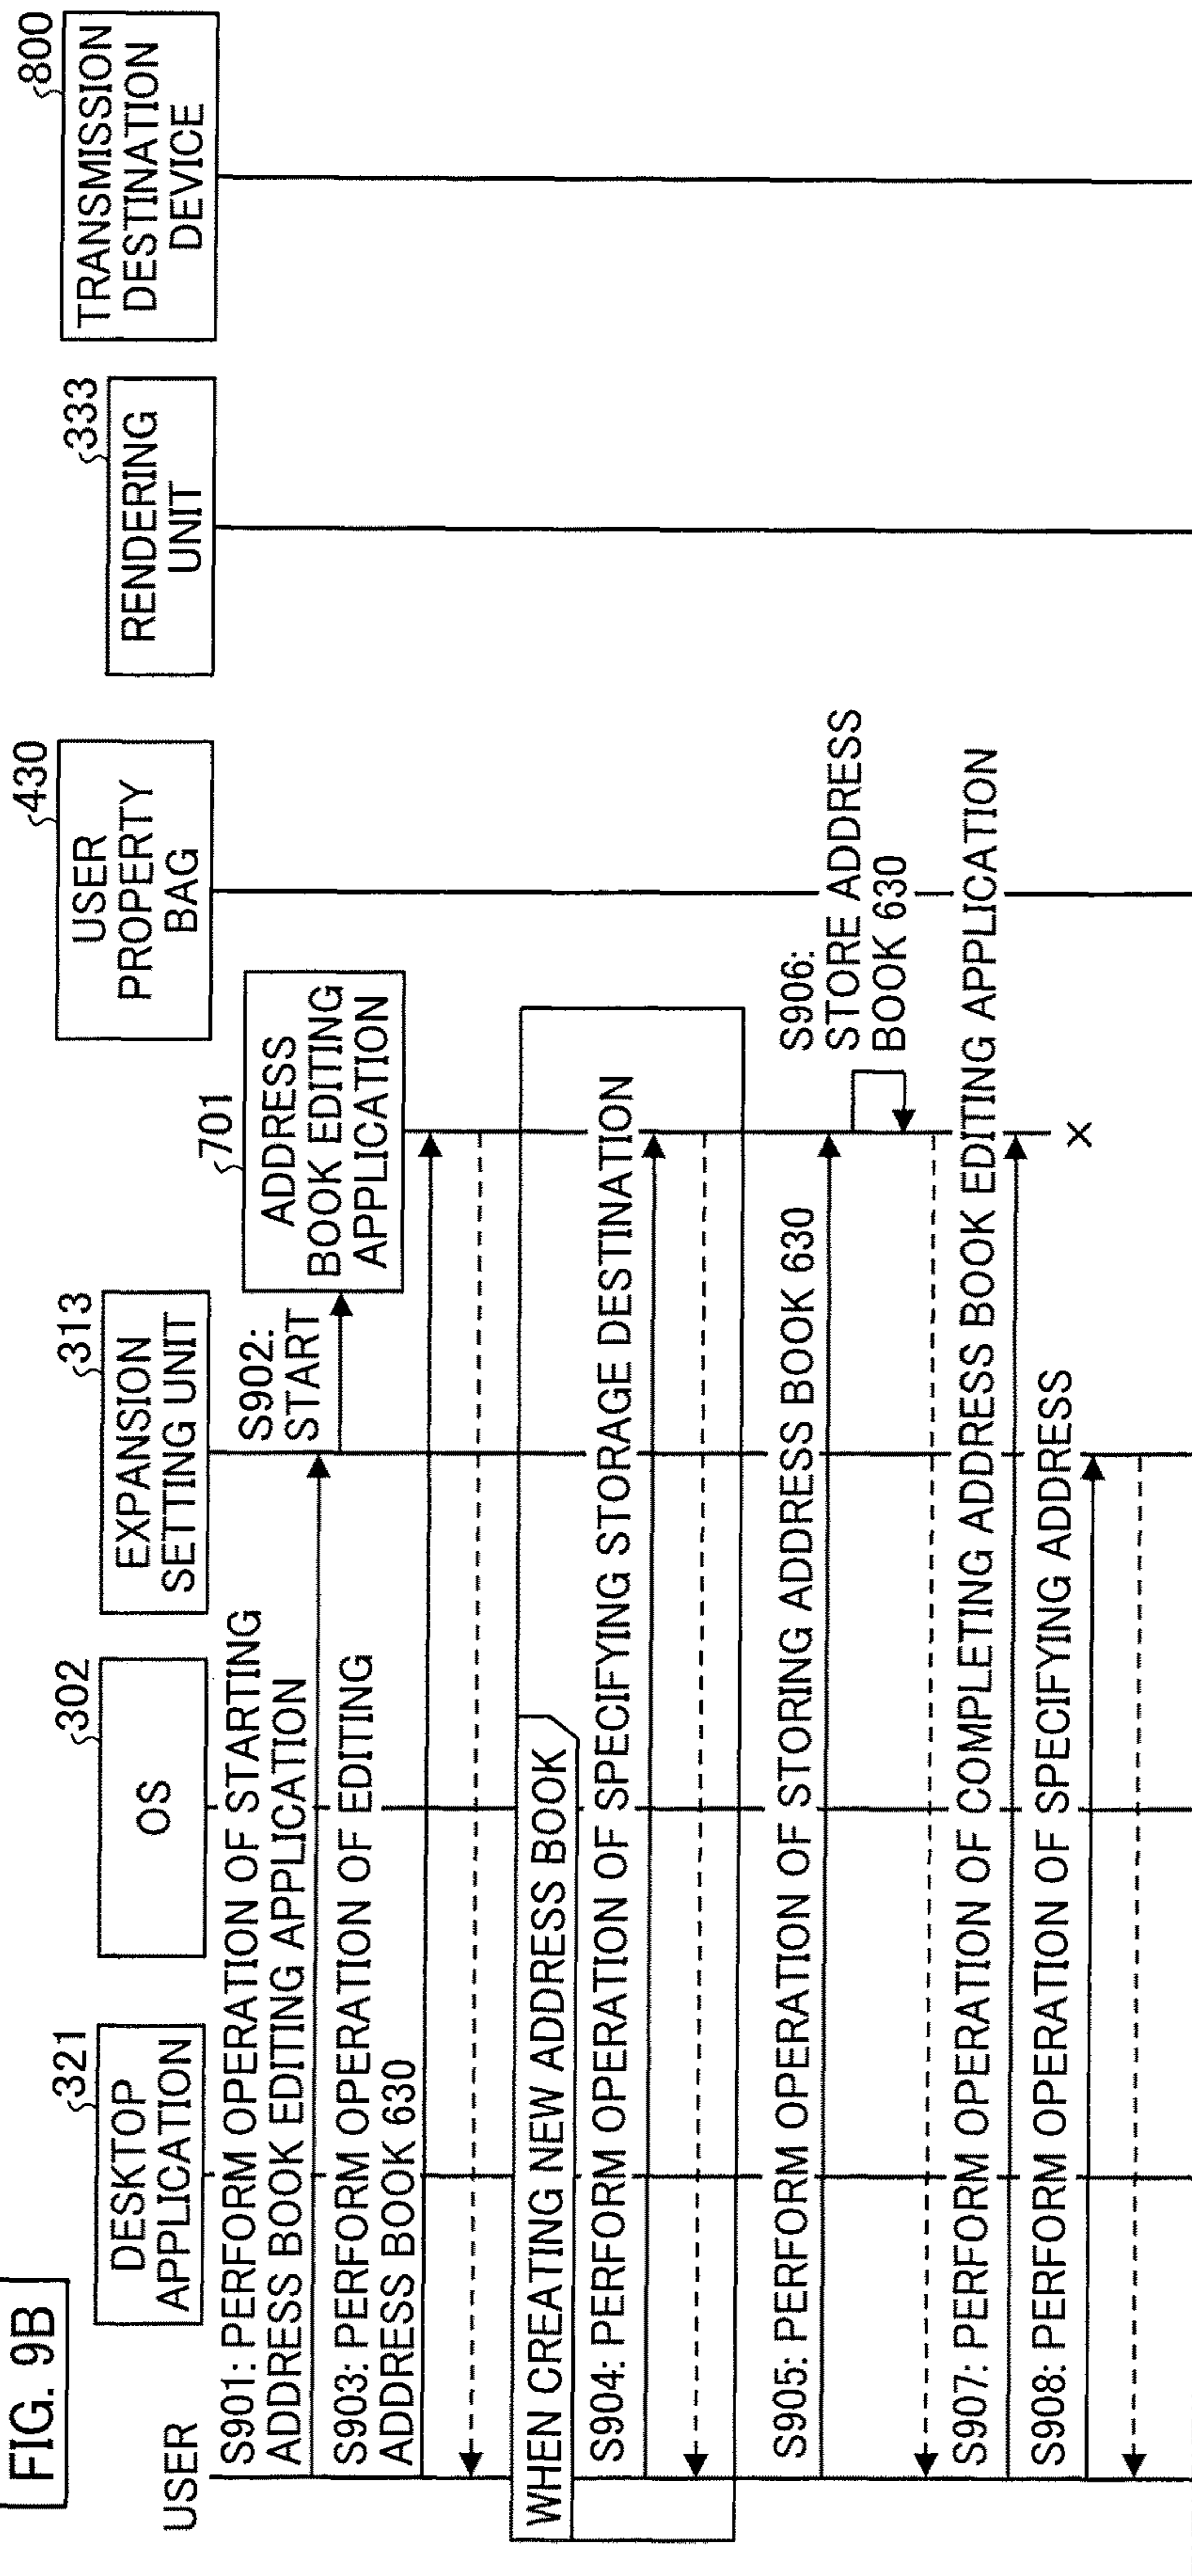 FIG. 9B
USER
321
DESKTOP
APPLICATION
302
OS
313
EXPANSION
SETTING UNIT
701
ADDRESS
BOOK EDITING
APPLICATION
430
USER
PROPERTY
BAG
333
RENDERING
UNIT
800
TRANSMISSION
DESTINATION
DEVICE
S901: PERFORM OPERATION OF STARTING
ADDRESS BOOK EDITING APPLICATION
S902:
START
S903: PERFORM OPERATION OF EDITING
ADDRESS BOOK 630
WHEN CREATING NEW ADDRESS BOOK
S904: PERFORM OPERATION OF SPECIFYING STORAGE DESTINATION
S905: PERFORM OPERATION OF STORING ADDRESS BOOK 630
S906:
STORE ADDRESS
BOOK 630
S907: PERFORM OPERATION OF COMPLETING ADDRESS BOOK EDITING APPLICATION
S908: PERFORM OPERATION OF SPECIFYING ADDRESS